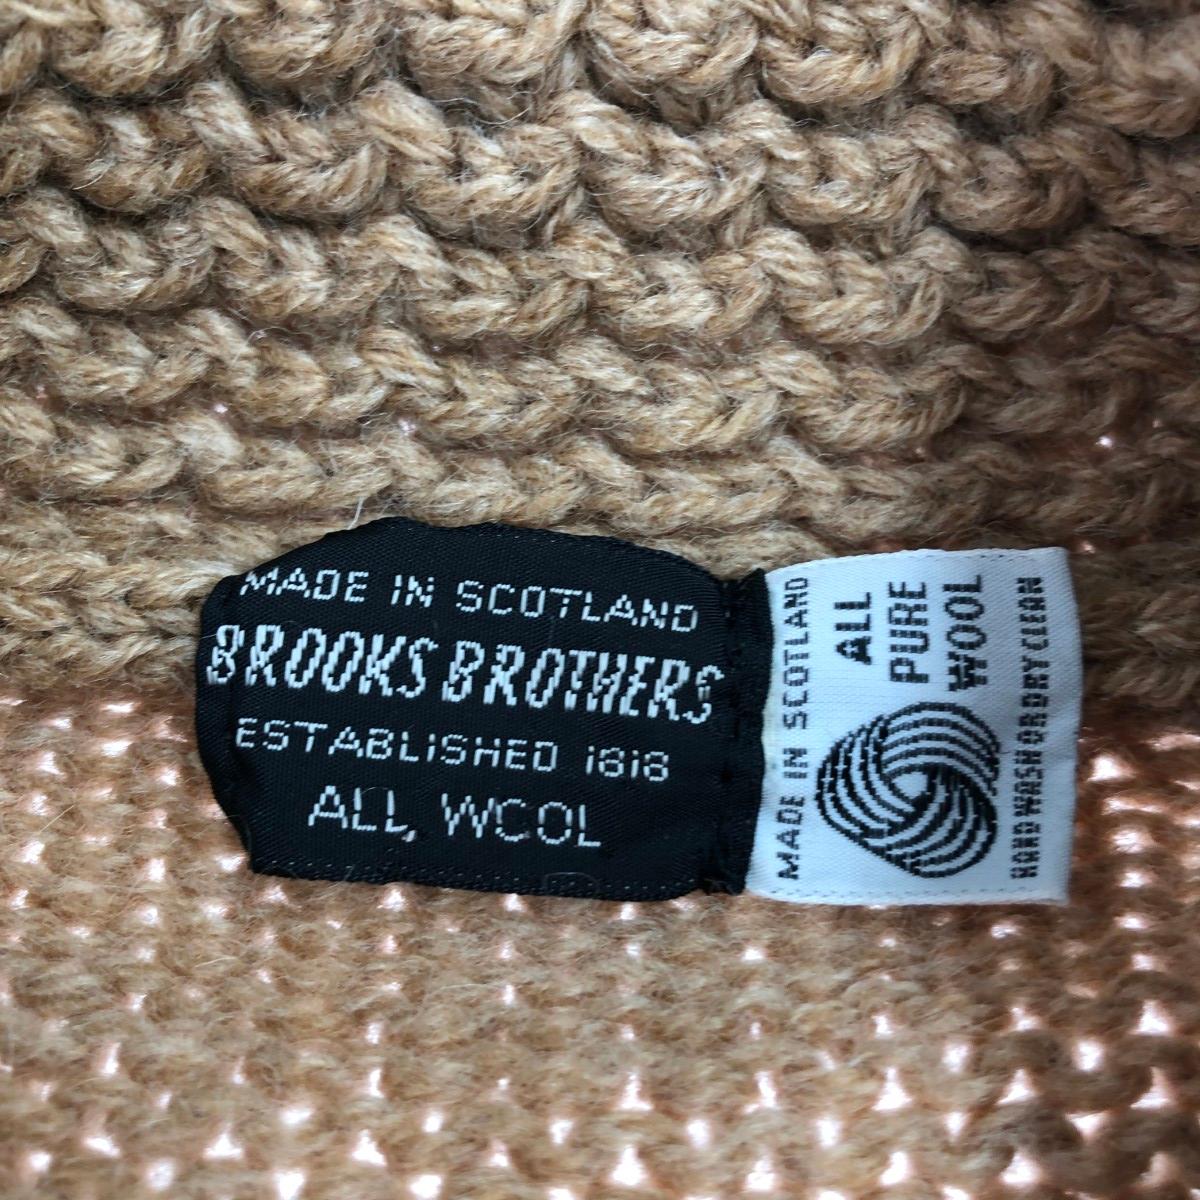 MADE IN SCOTLAND
BROOKS BROTHERS
ESTABLISHED 1818
ALL WOOL
MADE IN SCOTLAND
ALL
PURE
WOOL
HAND WASH OR DRY CLEAN